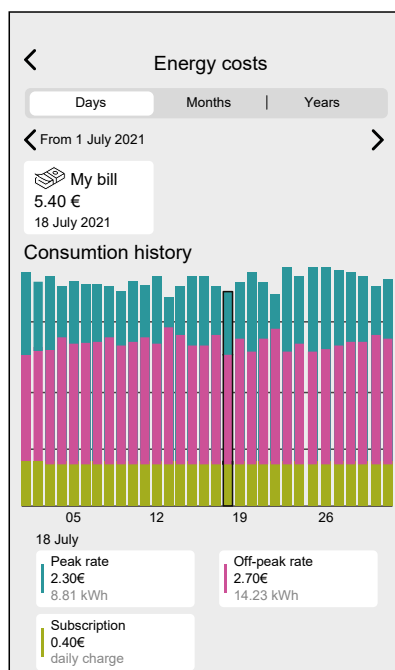 Energy costs
Days Months | Years
From 1 July 2021
My bill
5.40 €
18 July 2021
Consumtion history
05 12 19 26
18 July
Peak rate
2.30€
8.81 kWh
Off-peak rate
2.70€
14.23 kWh
Subscription
0.40€
daily charge